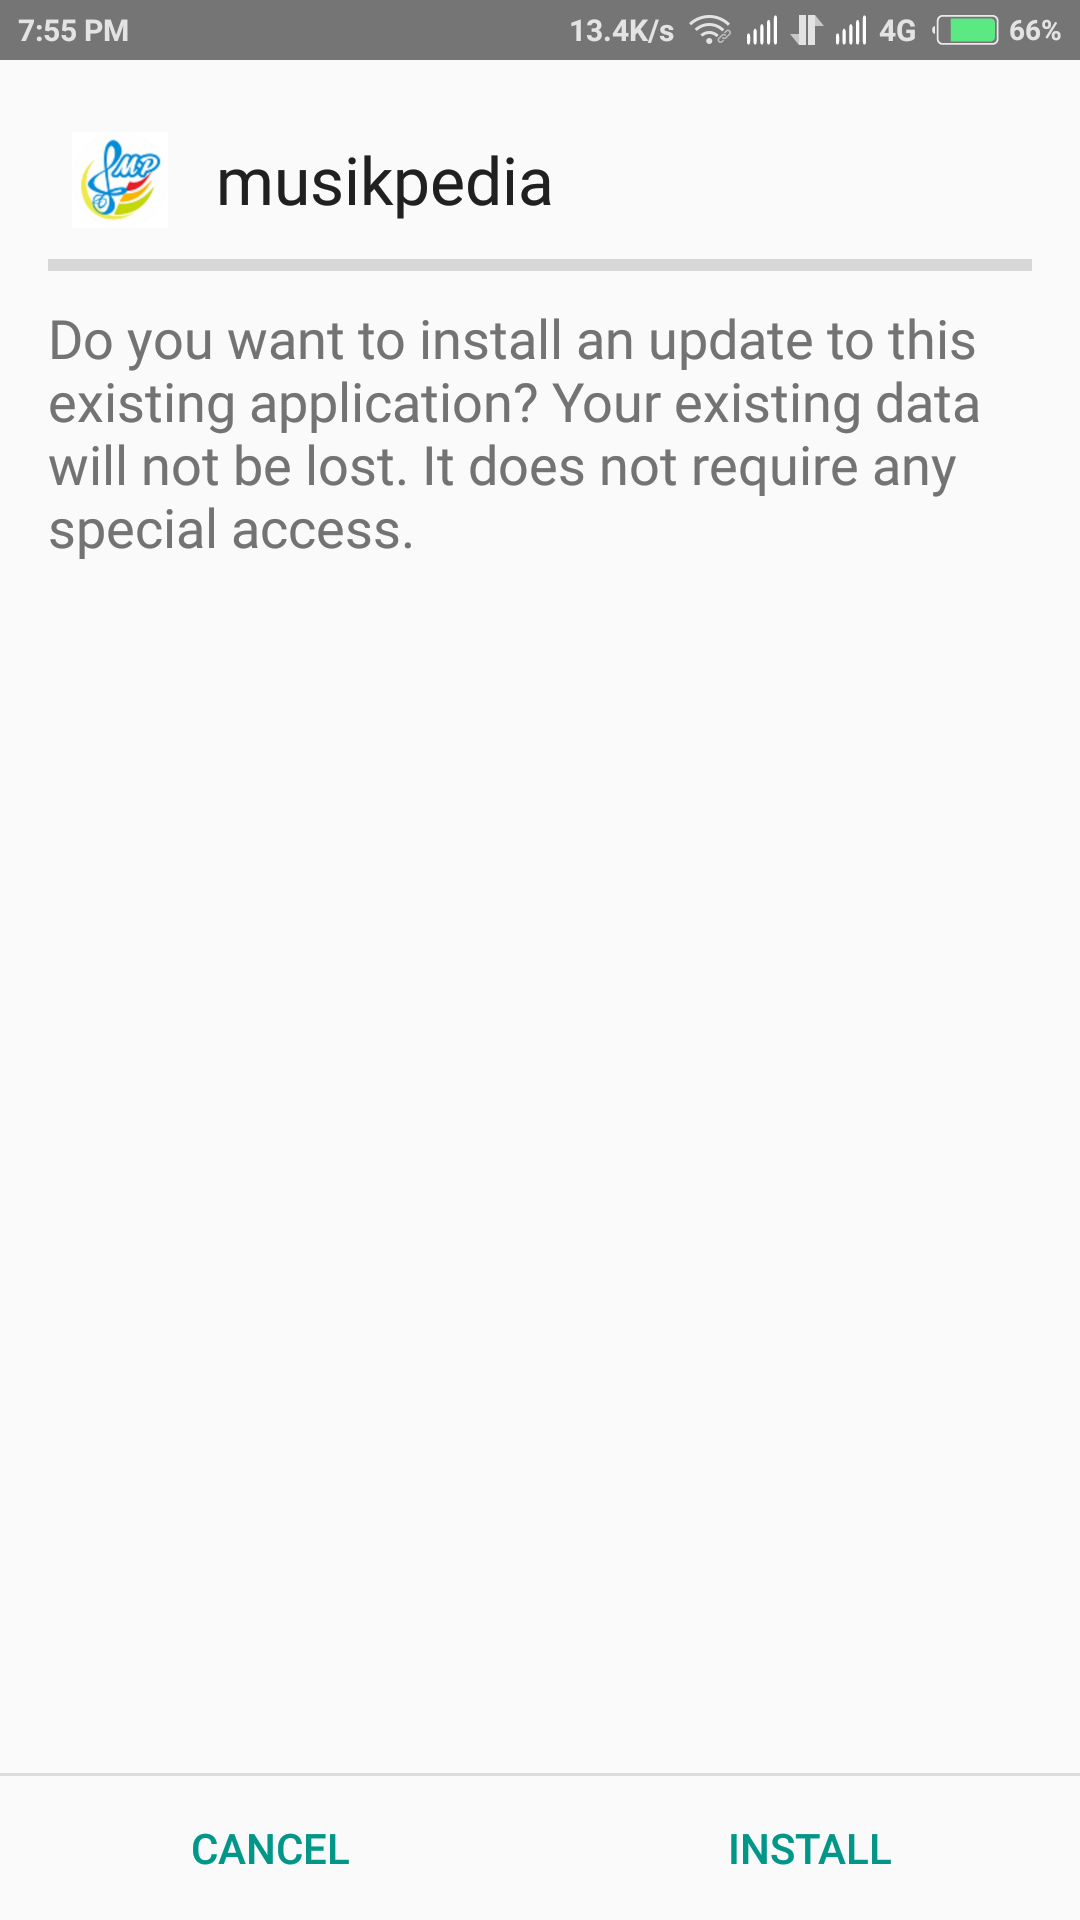 7:55 PM 13.4K/s 4G 66%
MP
musikpedia
Do you want to install an update to this
existing application? Your existing data
will not be lost. It does not require any
special access.
CANCEL INSTALL